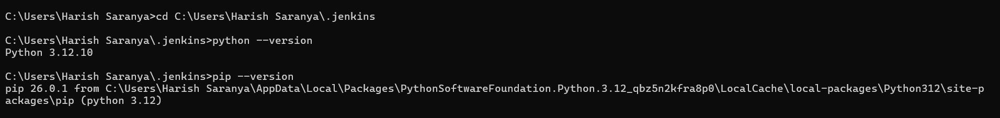 C:\Users\Harish Saranya>cd C:\Users\Harish Saranya\.jenkins
C:\Users\Harish Saranya\.jenkins>python --version
Python 3.12.10
C:\Users\Harish Saranya\.jenkins>pip --version
pip 26.0.1 from C:\Users\Harish Saranya\AppData\Local\Packages\PythonSoftwareFoundation.Python.3.12_qbz5n2kfra8p0\LocalCache\local-packages\Python312\site-p
ackages\pip (python 3.12)